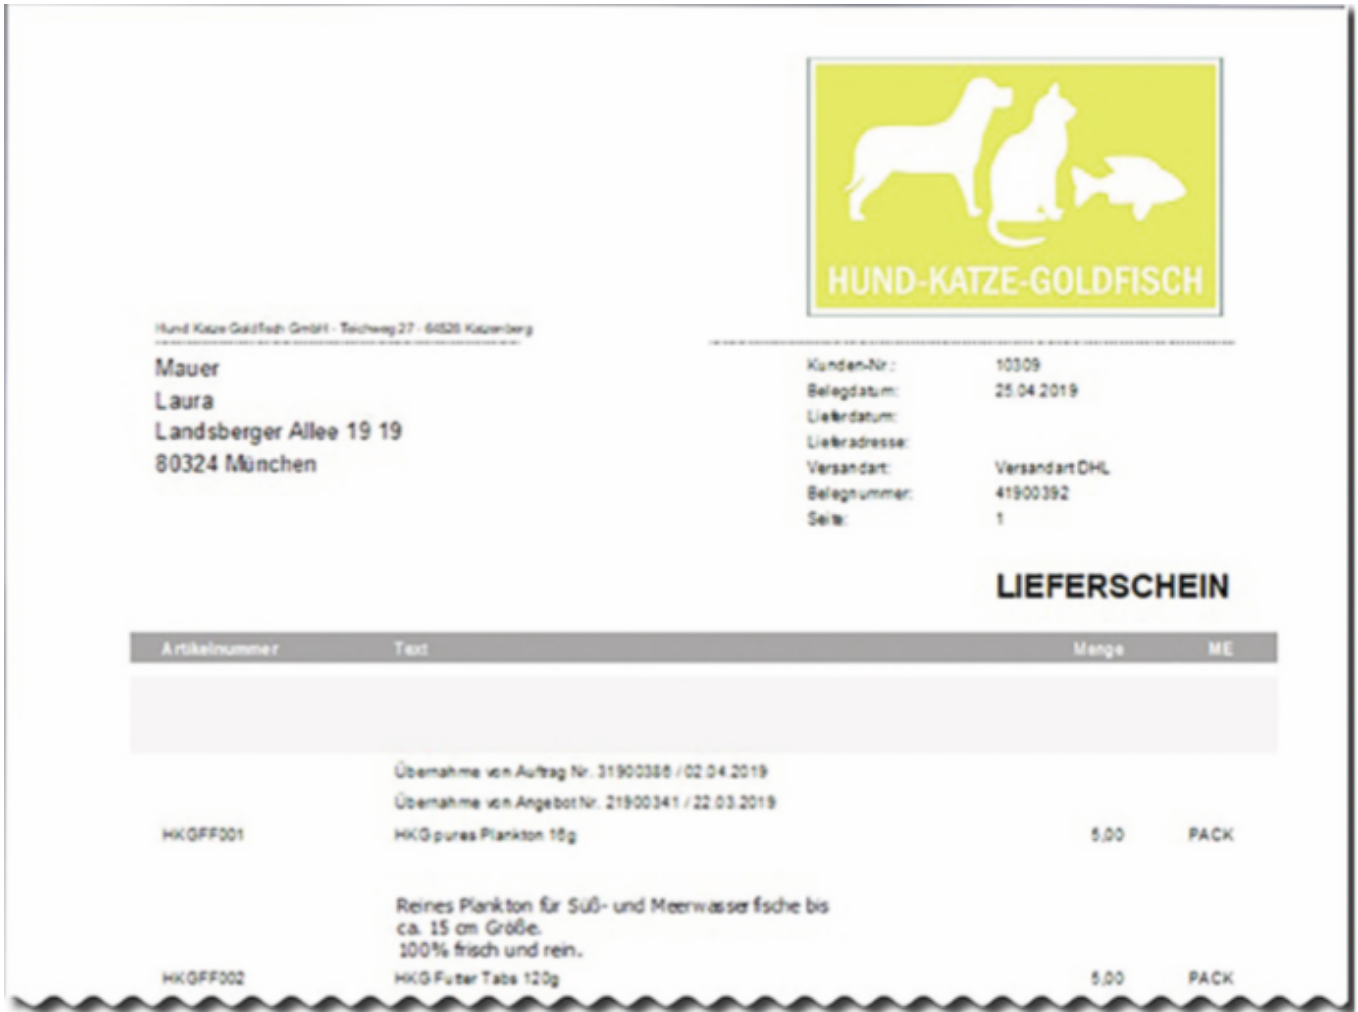 HUND-KATZE-GOLDFISCH
Hund Katze Goldfisch GmbH - Teichweg 27 - 64526 Katzenberg
Mauer
Laura
Landsberger Allee 19 19
80324 München
Kunden-Nr.: 10309
Belegdatum: 25.04.2019
Lieferdatum:
Lieferadresse:
Versandart: Versandart DHL
Belegnummer: 41900392
Seite: 1
LIEFERSCHEIN
Artikelnummer Text Menge ME
Übernahme von Auftrag Nr. 31900386 / 02.04.2019
Übernahme von Angebot Nr. 21900341 / 22.03.2019
HKGFF001 HKG pures Plankton 16g 5,00 PACK
Reines Plankton für Süß- und Meerwasserfische bis
ca. 15 cm Größe.
100% frisch und rein.
HKGFF002 HKG Futter Tabs 120g 5,00 PACK